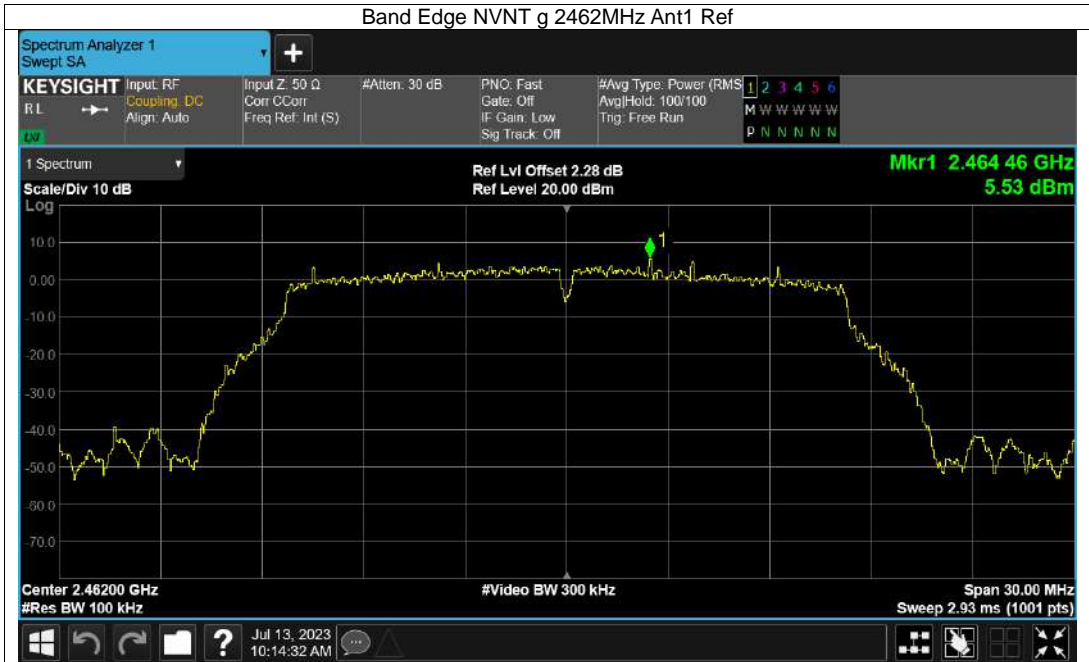 Band Edge NVNT g 2462MHz Ant1 Ref
Spectrum Analyzer 1
Swept SA
+
KEYSIGHT
RL
LXI
Input: RF
Coupling: DC
Align: Auto
Input Z: 50 Ω
Corr CCorr
Freq Ref: Int (S)
#Atten: 30 dB
PNO: Fast
Gate: Off
IF Gain: Low
Sig Track: Off
#Avg Type: Power (RMS
Avg|Hold: 100/100
Trig: Free Run
1 2 3 4 5 6
M W W W W W
P N N N N N
1 Spectrum
Scale/Div 10 dB
Log
Ref Lvl Offset 2.28 dB
Ref Level 20.00 dBm
Mkr1 2.464 46 GHz
5.53 dBm
1
10.0
0.00
-10.0
-20.0
-30.0
-40.0
-50.0
-60.0
-70.0
Center 2.46200 GHz
#Res BW 100 kHz
#Video BW 300 kHz
Span 30.00 MHz
Sweep 2.93 ms (1001 pts)
?
Jul 13, 2023
10:14:32 AM